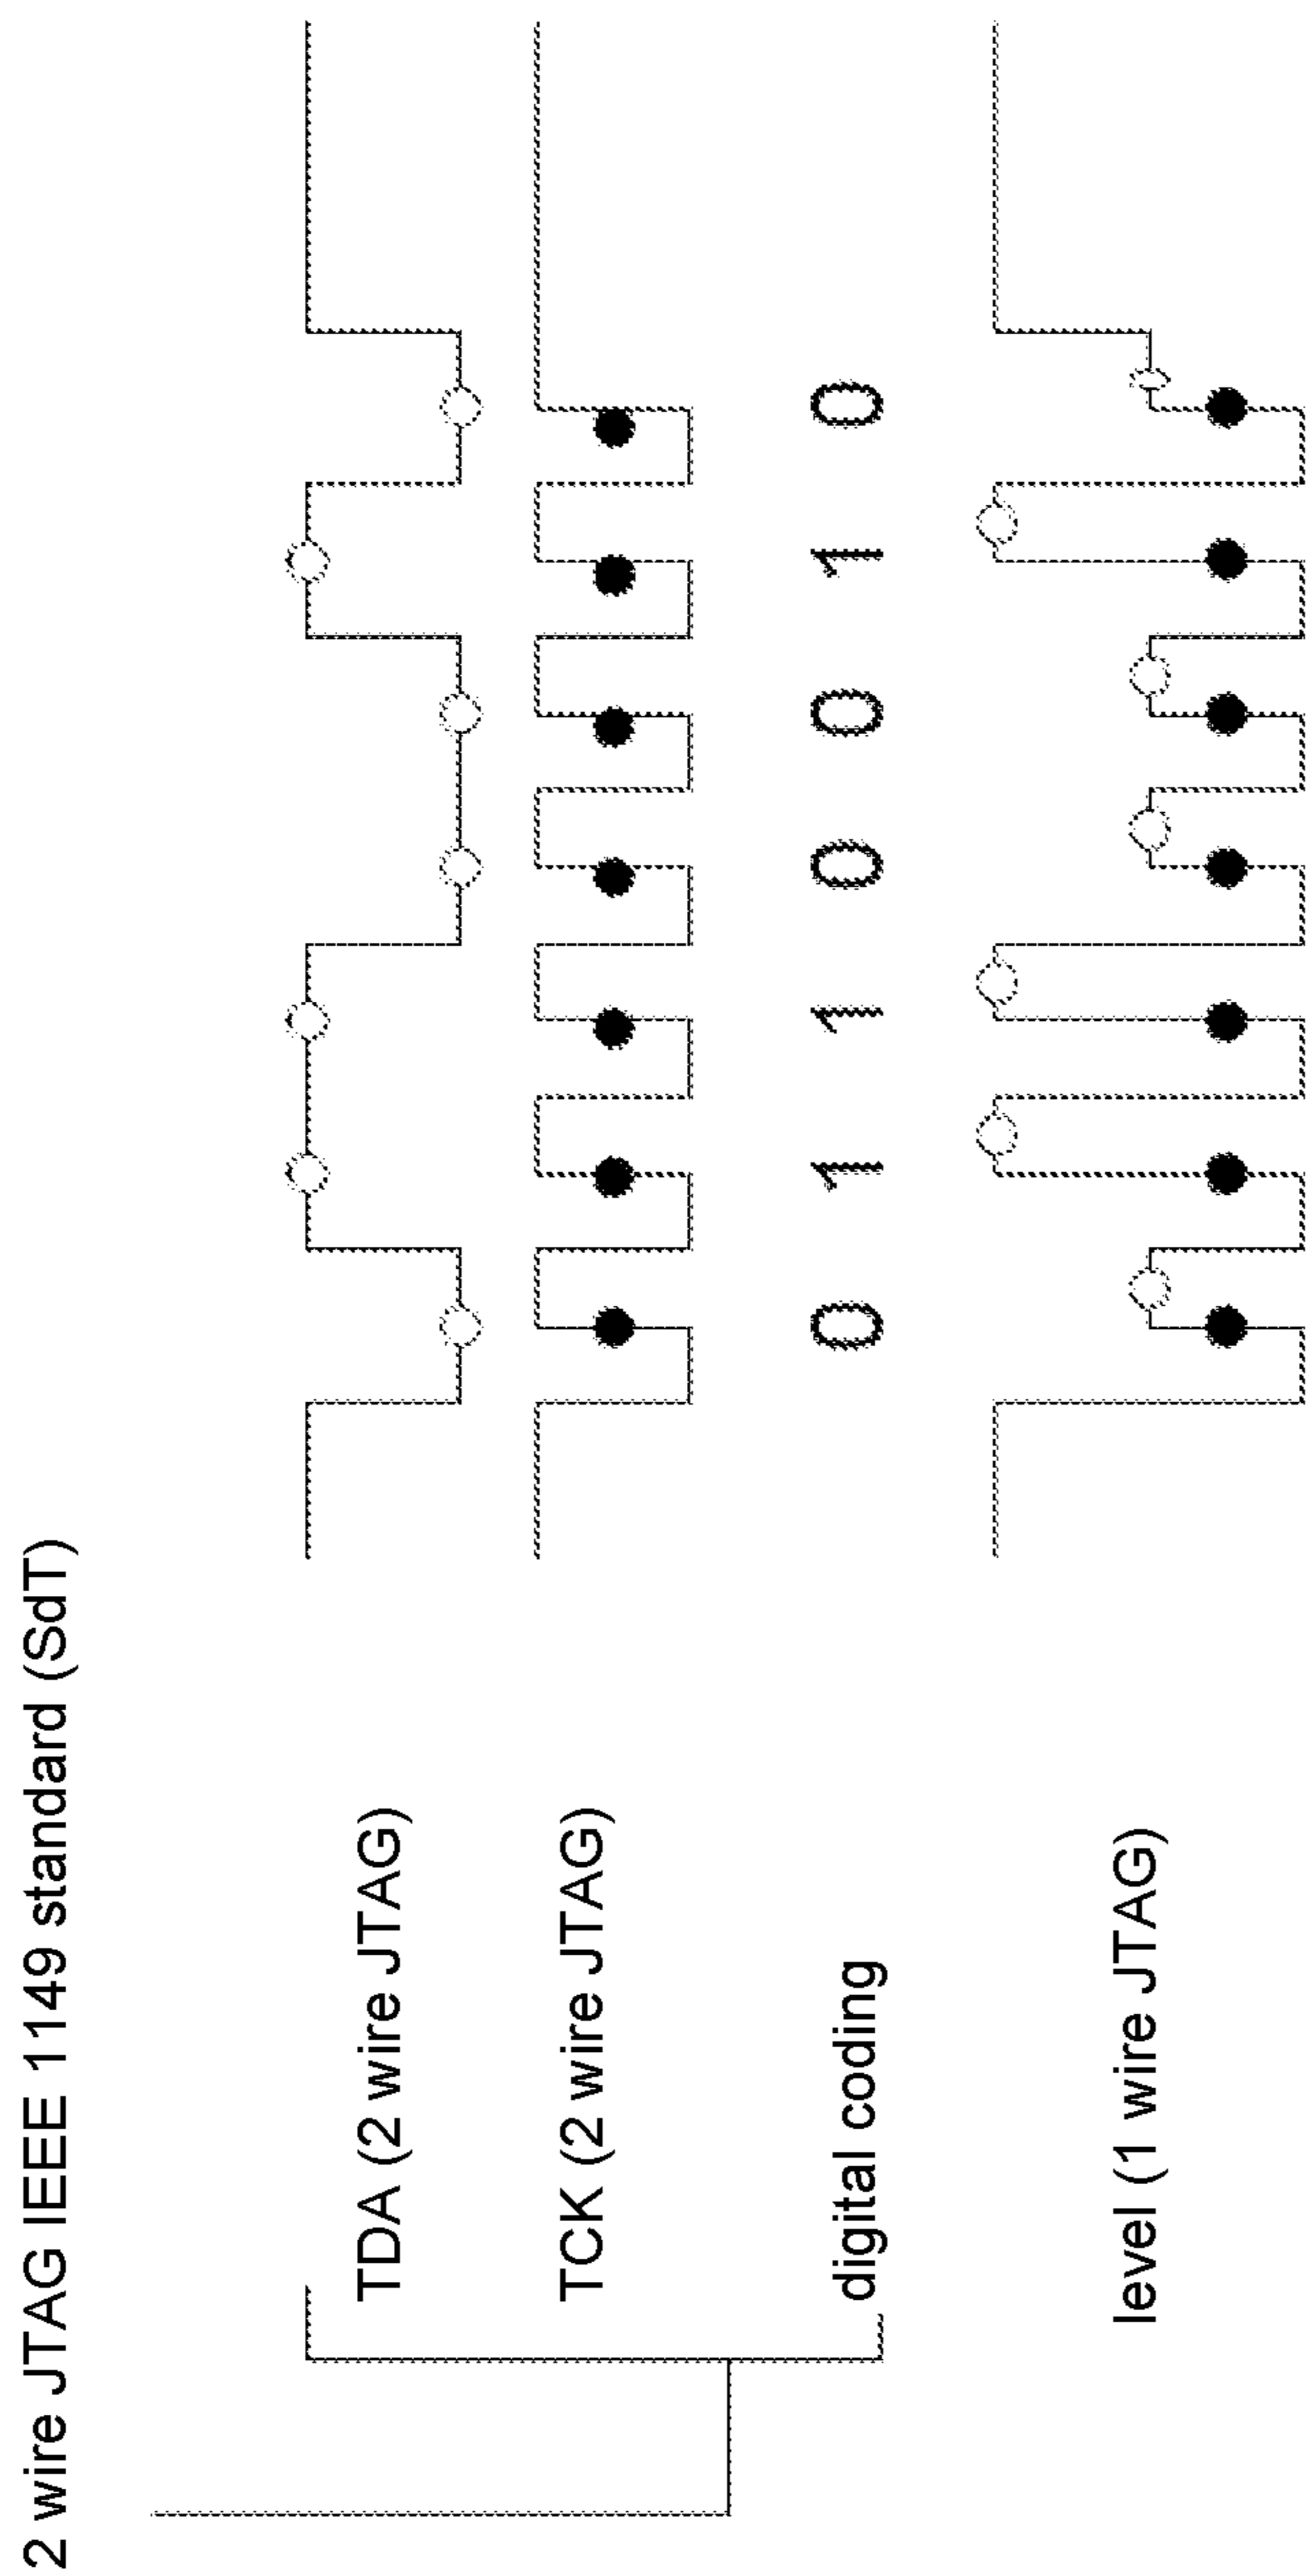 2 wire JTAG IEEE 1149 standard (SdT)
TDA (2 wire JTAG)
TCK (2 wire JTAG)
digital coding
0 1 1 0 0 1 0
level (1 wire JTAG)